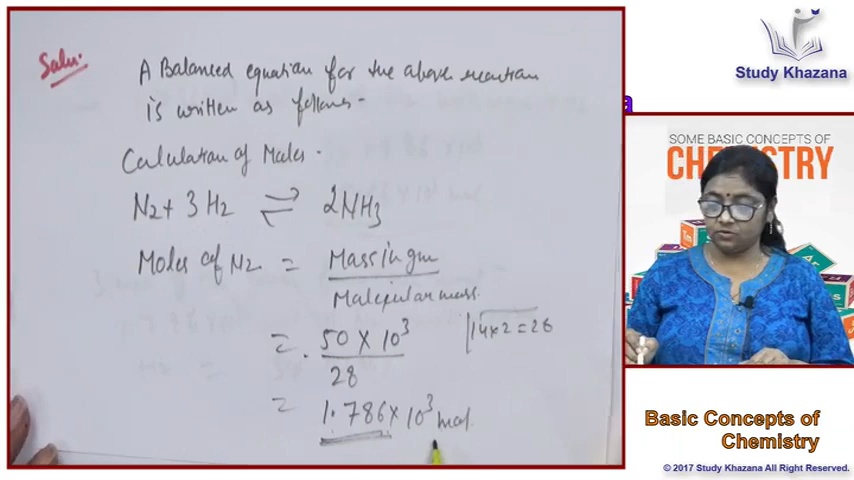 Soln.
A Balanced equation for the above reaction
is written as follows-
Calculation of Moles.
N2+ 3H2 ⇌ 2NH3
Moles of N2 = Mass in gm
Molecular mass.
= 50 × 10³
28
14×2=28
= 1.786×10³ mol.
Study Khazana
SOME BASIC CONCEPTS OF
CHEMISTRY
Basic Concepts of
Chemistry
© 2017 Study Khazana All Right Reserved.